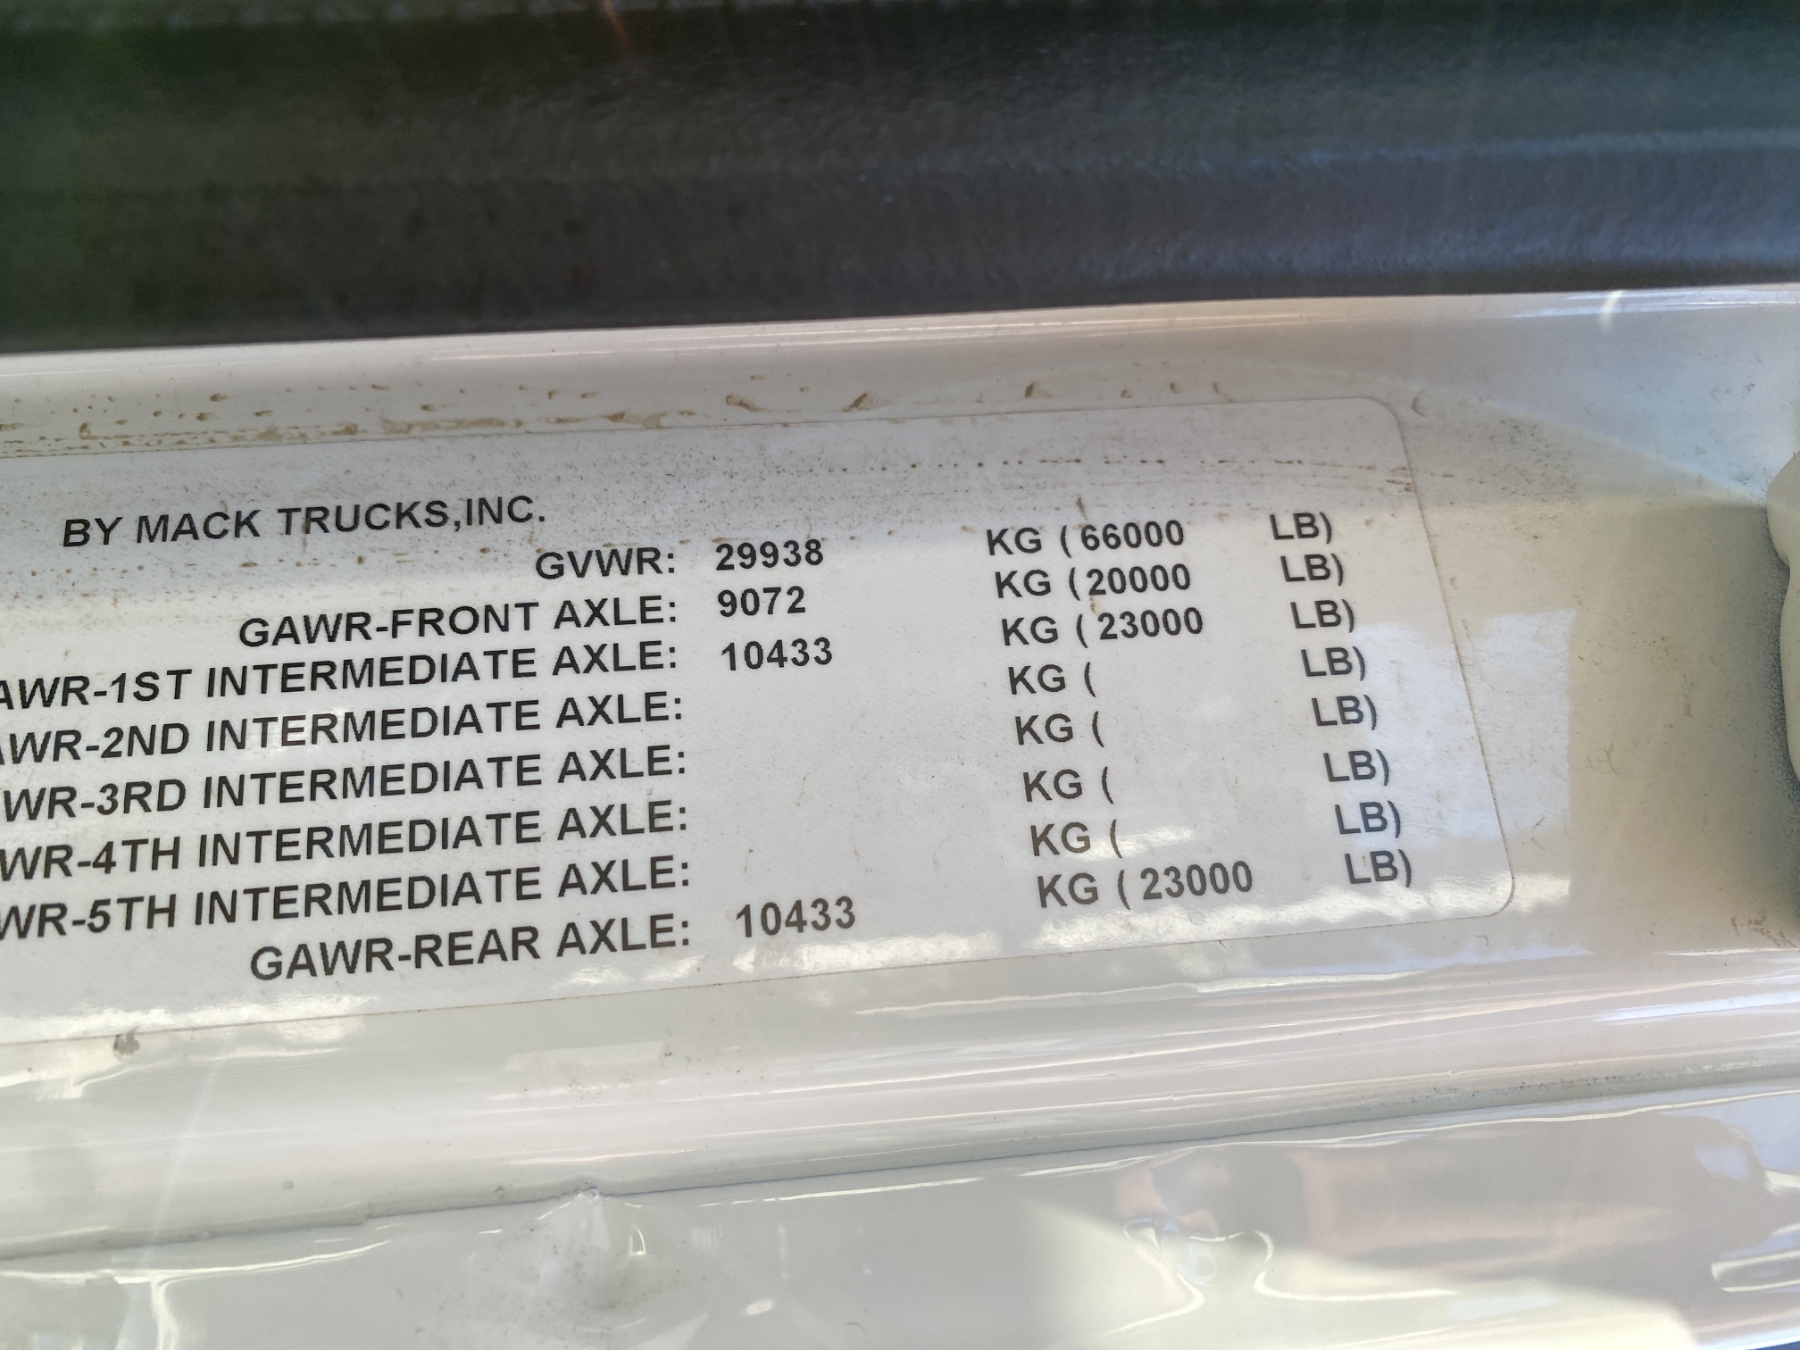 BY MACK TRUCKS,INC.
GVWR: 29938 KG (66000 LB)
GAWR-FRONT AXLE: 9072 KG (20000 LB)
AWR-1ST INTERMEDIATE AXLE: 10433 KG (23000 LB)
AWR-2ND INTERMEDIATE AXLE: KG ( LB)
WR-3RD INTERMEDIATE AXLE: KG ( LB)
WR-4TH INTERMEDIATE AXLE: KG ( LB)
WR-5TH INTERMEDIATE AXLE: KG ( LB)
GAWR-REAR AXLE: 10433 KG (23000 LB)